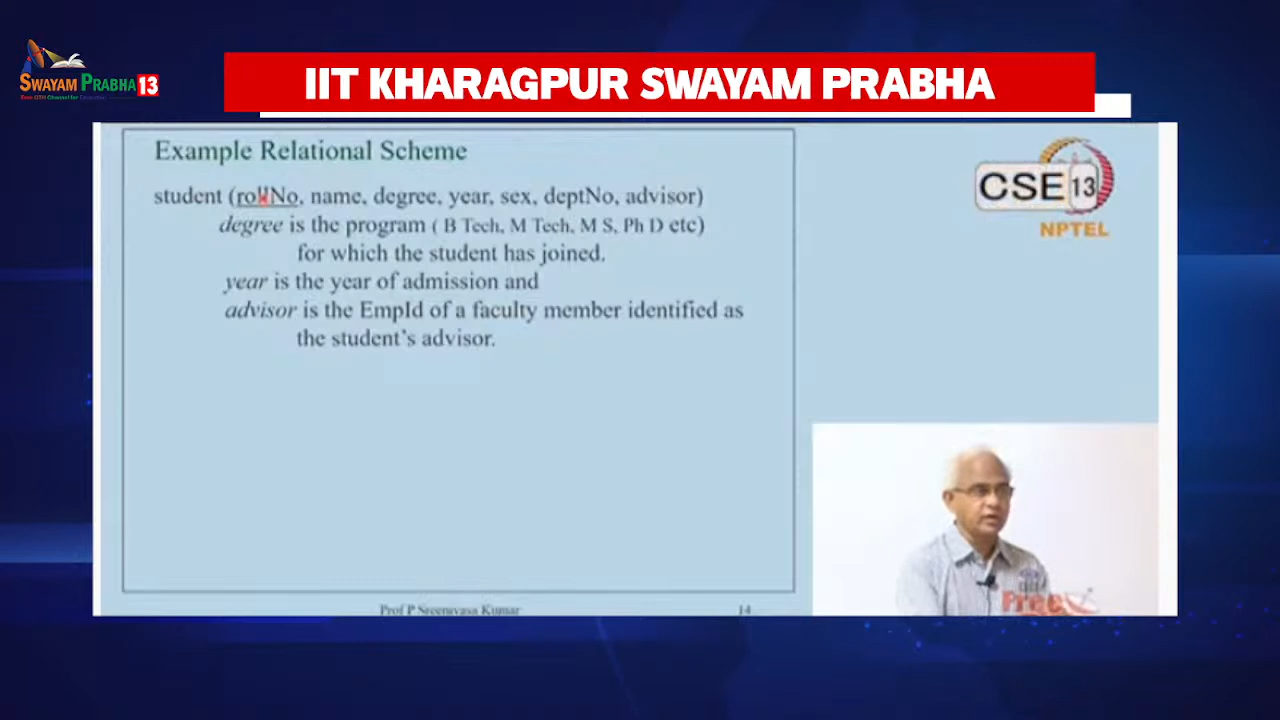 SWAYAM PRABHA 13
IIT KHARAGPUR SWAYAM PRABHA
Example Relational Scheme
student (rollNo, name, degree, year, sex, deptNo, advisor)
degree is the program ( B Tech, M Tech, M S, Ph D etc)
for which the student has joined.
year is the year of admission and
advisor is the EmpId of a faculty member identified as
the student's advisor.
CSE 13
NPTEL
Free
Prof P Sreenivasa Kumar
14